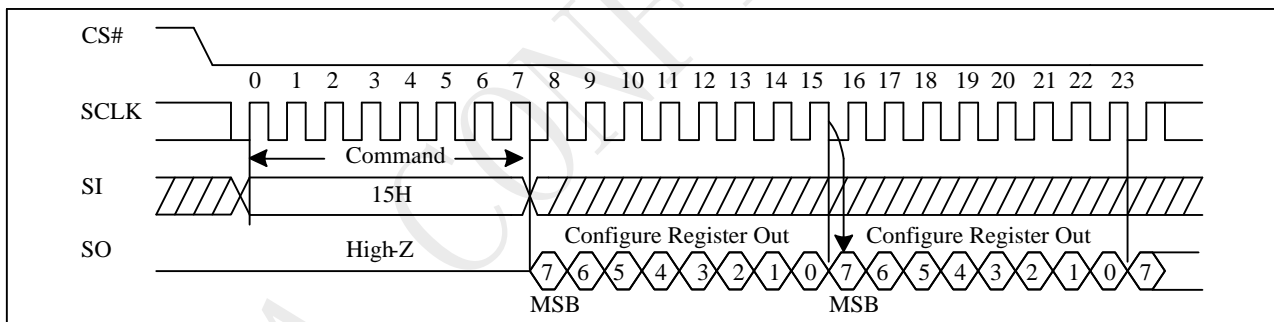 CS#
0 1 2 3 4 5 6 7 8 9 10 11 12 13 14 15 16 17 18 19 20 21 22 23
SCLK
Command
SI
15H
SO
High-Z
Configure Register Out
Configure Register Out
7 6 5 4 3 2 1 0 7 6 5 4 3 2 1 0 7
MSB
MSB